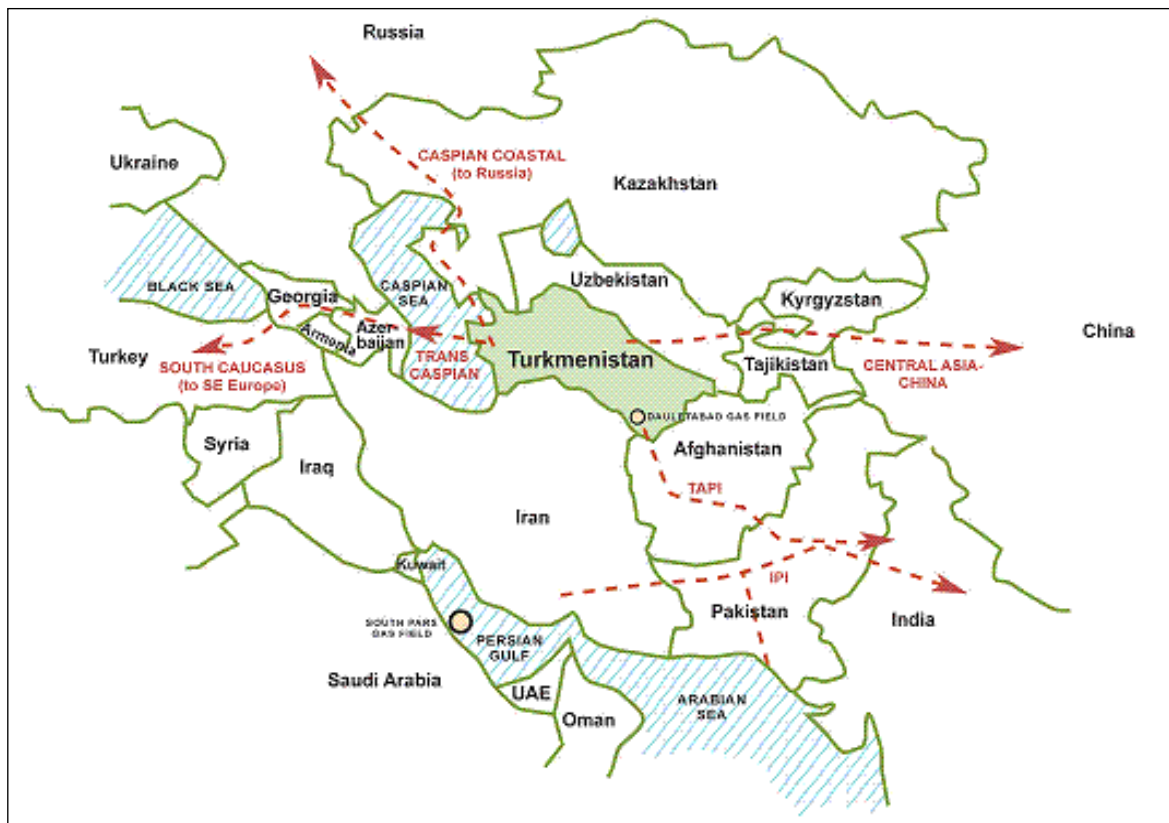 Russia
Ukraine
CASPIAN COASTAL
(to Russia)
Kazakhstan
BLACK SEA
Georgia
CASPIAN
SEA
Uzbekistan
Kyrgyzstan
Armenia
Azer
baijan
China
Turkey
SOUTH CAUCASUS
(to SE Europe)
TRANS
CASPIAN
Turkmenistan
Tajikistan
CENTRAL ASIA-
CHINA
DAULETABAD GAS FIELD
Syria
Iraq
Afghanistan
TAPI
Iran
Kuwait
IPI
Pakistan
India
SOUTH PARS
GAS FIELD
PERSIAN
GULF
Saudi Arabia
UAE
Oman
ARABIAN
SEA